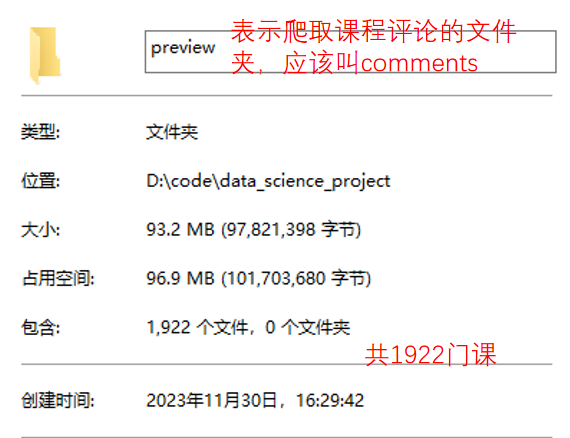 preview
表示爬取课程评论的文件
夹，应该叫comments
类型: 文件夹
位置: D:\code\data_science_project
大小: 93.2 MB (97,821,398 字节)
占用空间: 96.9 MB (101,703,680 字节)
包含: 1,922 个文件，0 个文件夹
共1922门课
创建时间: 2023年11月30日，16:29:42